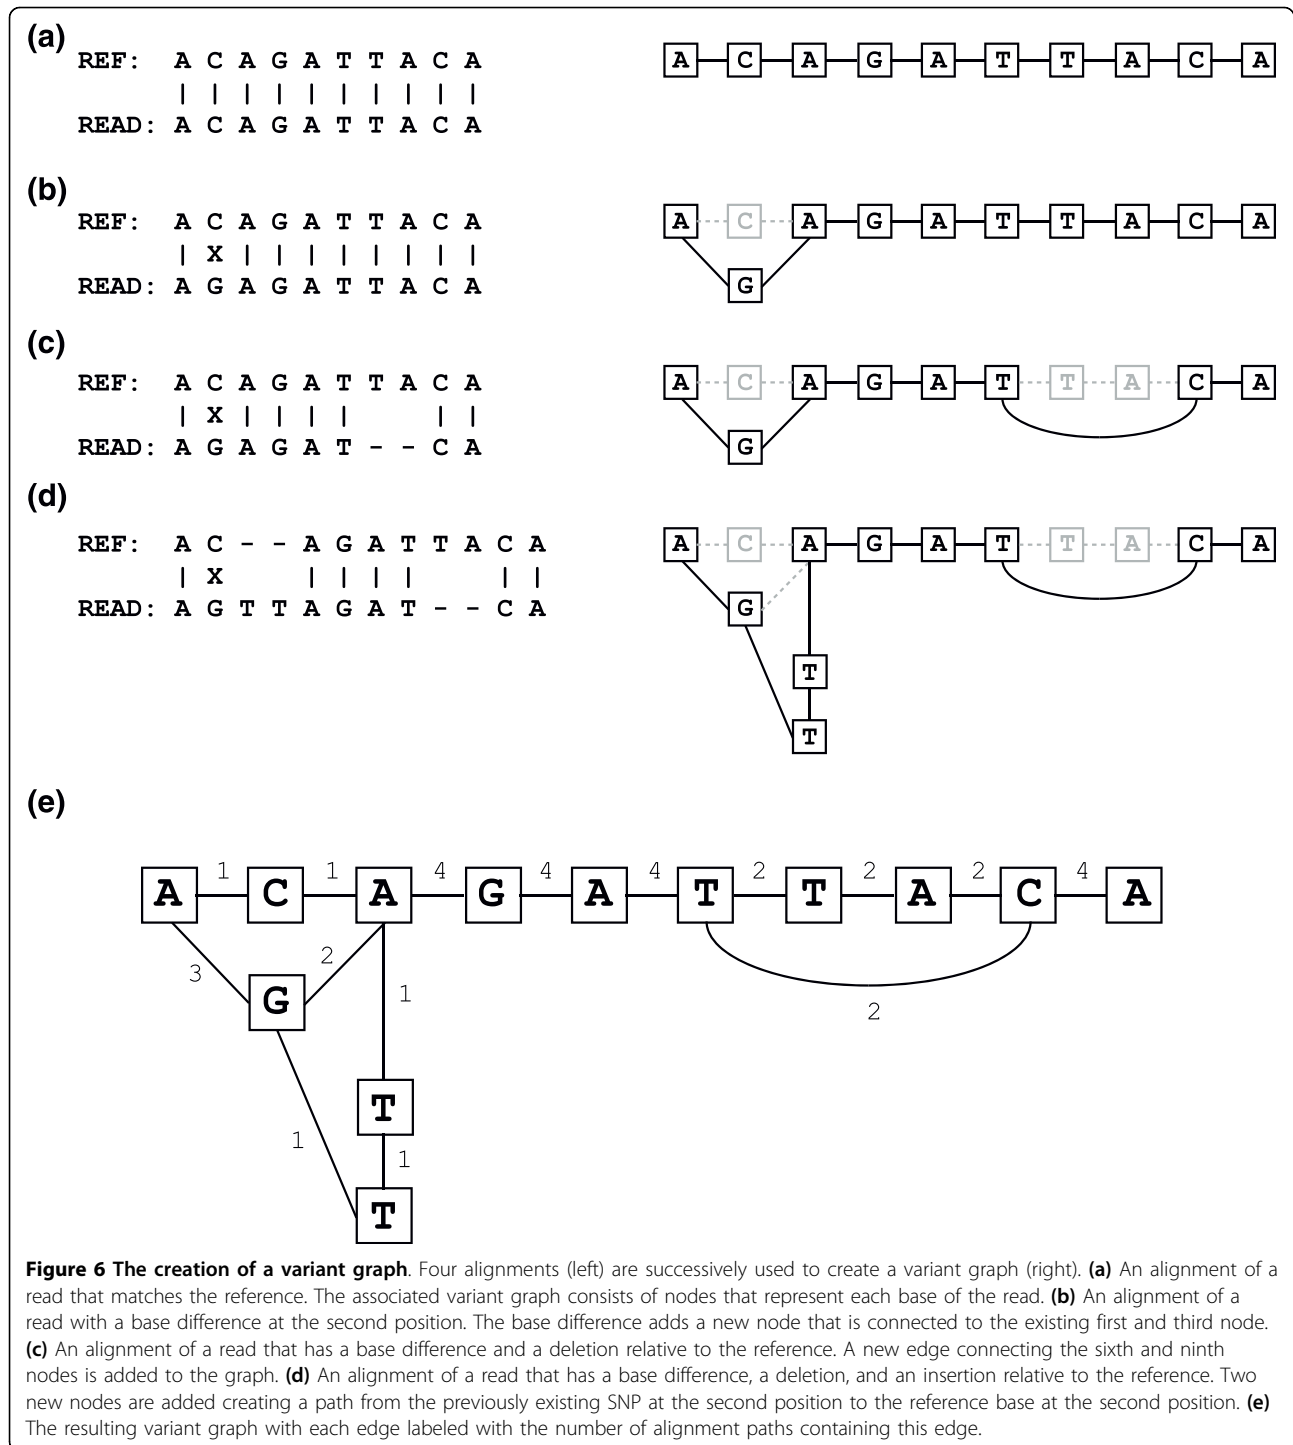 (a)
REF: A C A G A T T A C A
| | | | | | | | | |
READ: A C A G A T T A C A
A C A G A T T A C A
(b)
REF: A C A G A T T A C A
| X | | | | | | | |
READ: A G A G A T T A C A
A C A G A T T A C A
G
(c)
REF: A C A G A T T A C A
| X | | | | | |
READ: A G A G A T - - C A
A C A G A T T A C A
G
(d)
REF: A C - - A G A T T A C A
| X | | | | | |
READ: A G T T A G A T - - C A
A C A G A T T A C A
G
T
T
(e)
1 1 4 4 4 2 2 2 4
A C A G A T T A C A
3 2 1
G
2
T
1 1
T
Figure 6 The creation of a variant graph. Four alignments (left) are successively used to create a variant graph (right). (a) An alignment of a
read that matches the reference. The associated variant graph consists of nodes that represent each base of the read. (b) An alignment of a
read with a base difference at the second position. The base difference adds a new node that is connected to the existing first and third node.
(c) An alignment of a read that has a base difference and a deletion relative to the reference. A new edge connecting the sixth and ninth
nodes is added to the graph. (d) An alignment of a read that has a base difference, a deletion, and an insertion relative to the reference. Two
new nodes are added creating a path from the previously existing SNP at the second position to the reference base at the second position. (e)
The resulting variant graph with each edge labeled with the number of alignment paths containing this edge.